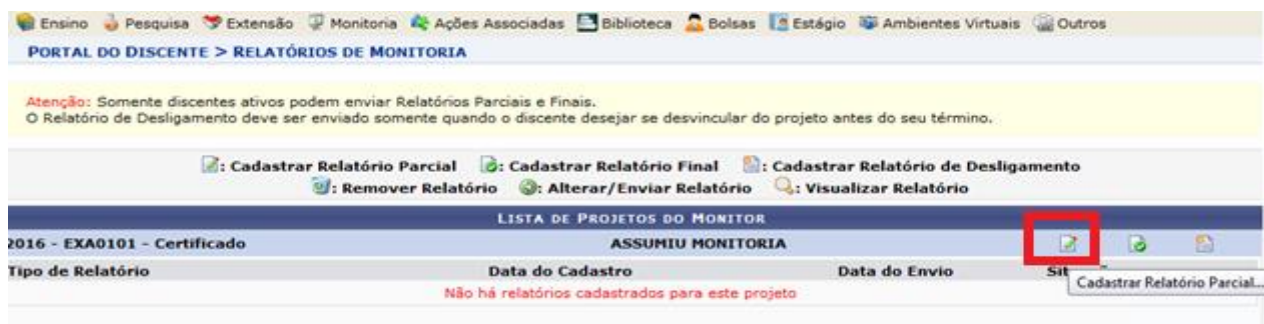 Ensino Pesquisa Extensão Monitoria Ações Associadas Biblioteca Bolsas Estágio Ambientes Virtuais Outros
PORTAL DO DISCENTE > RELATÓRIOS DE MONITORIA
Atenção: Somente discentes ativos podem enviar Relatórios Parciais e Finais.
O Relatório de Desligamento deve ser enviado somente quando o discente desejar se desvincular do projeto antes do seu término.
: Cadastrar Relatório Parcial : Cadastrar Relatório Final : Cadastrar Relatório de Desligamento
: Remover Relatório : Alterar/Enviar Relatório : Visualizar Relatório
LISTA DE PROJETOS DO MONITOR
2016 - EXA0101 - Certificado ASSUMIU MONITORIA
Tipo de Relatório Data do Cadastro Data do Envio Sit
Cadastrar Relatório Parcial...
Não há relatórios cadastrados para este projeto